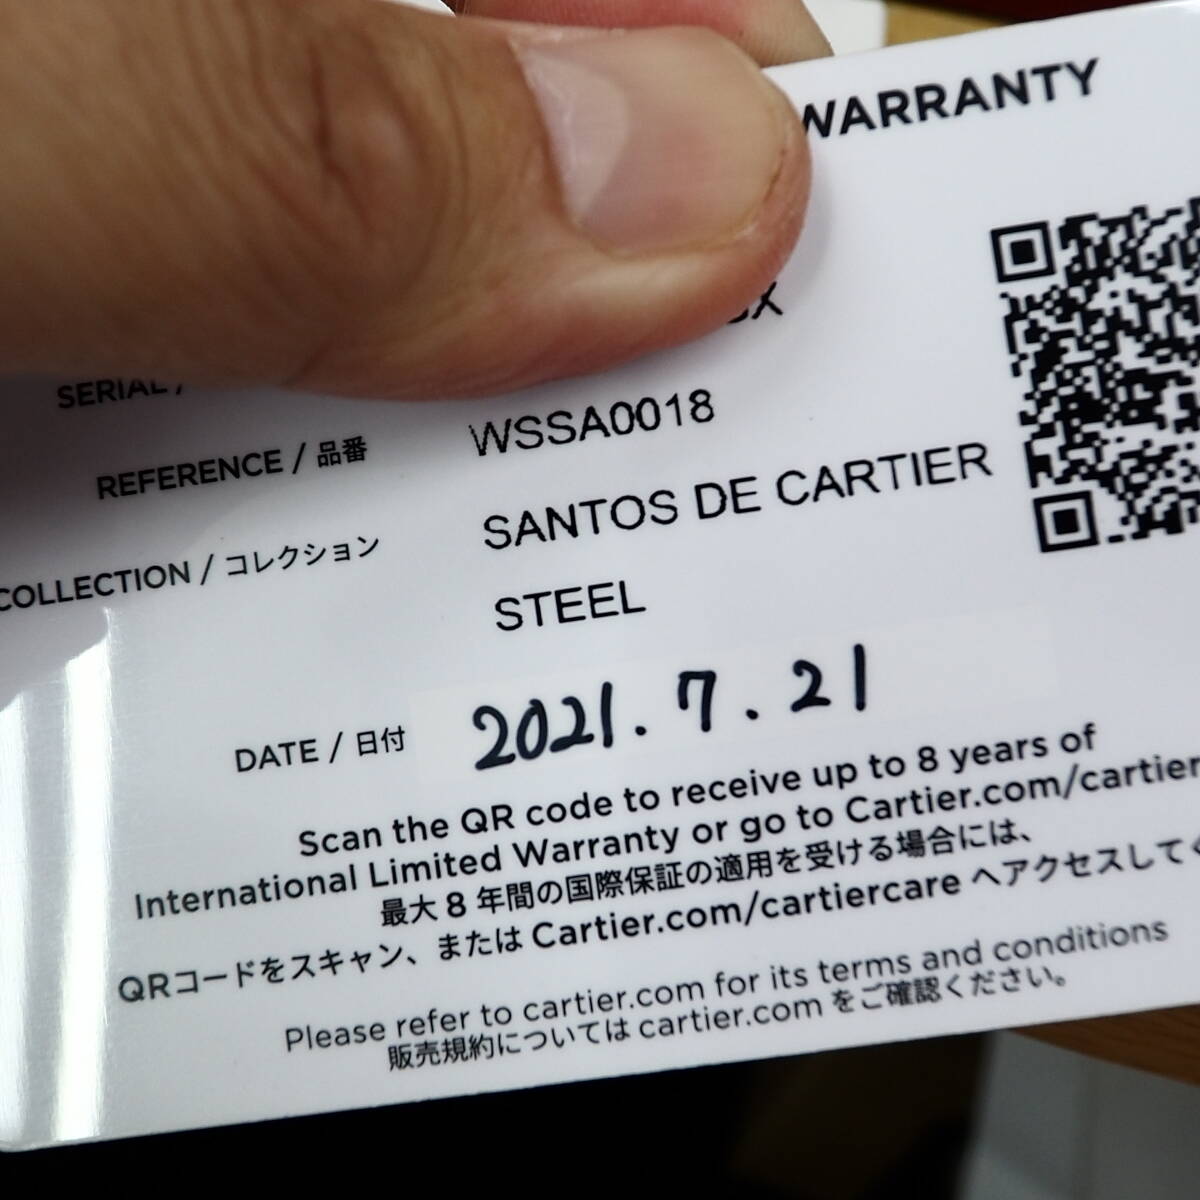 WARRANTY
SERIAL /
REFERENCE / 品番 WSSA0018
COLLECTION / コレクション SANTOS DE CARTIER
STEEL
DATE / 日付 2021.7.21
Scan the QR code to receive up to 8 years of
International Limited Warranty or go to Cartier.com/cartier
最大 8 年間の国際保証の適用を受ける場合には、
QRコードをスキャン、または Cartier.com/cartiercare へアクセスして
Please refer to cartier.com for its terms and conditions
販売規約については cartier.com をご確認ください。